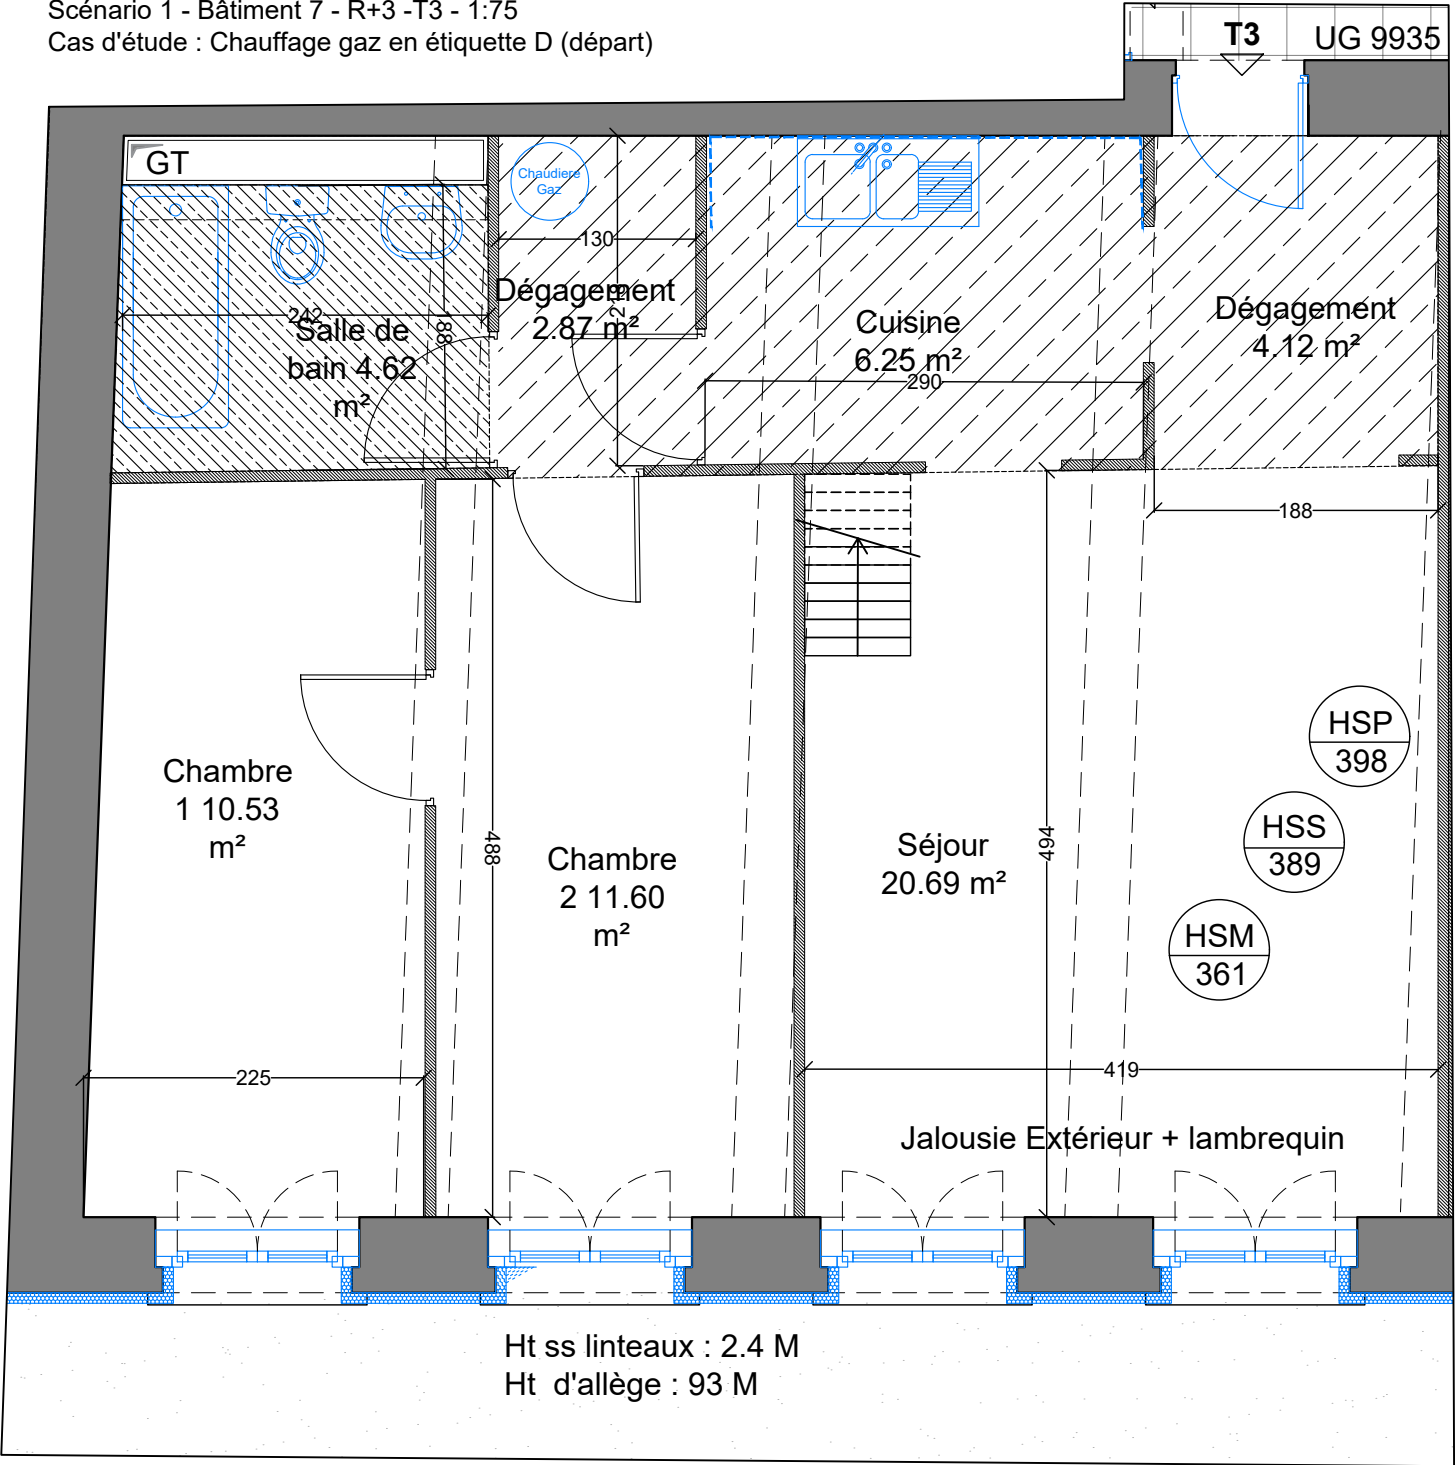 Scénario 1 - Bâtiment 7 - R+3 -T3 - 1:75
Cas d'étude : Chauffage gaz en étiquette D (départ)
T3
UG 9935
GT
Chaudiere
Gaz
130
Dégagement
2.87 m²
242
188
Salle de
bain 4.62
m²
Cuisine
6.25 m²
290
Dégagement
4.12 m²
188
HSP
398
HSS
389
HSM
361
Chambre
1 10.53
m²
488
Chambre
2 11.60
m²
Séjour
20.69 m²
494
225
419
Jalousie Extérieur + lambrequin
Ht ss linteaux : 2.4 M
Ht  d'allège : 93 M